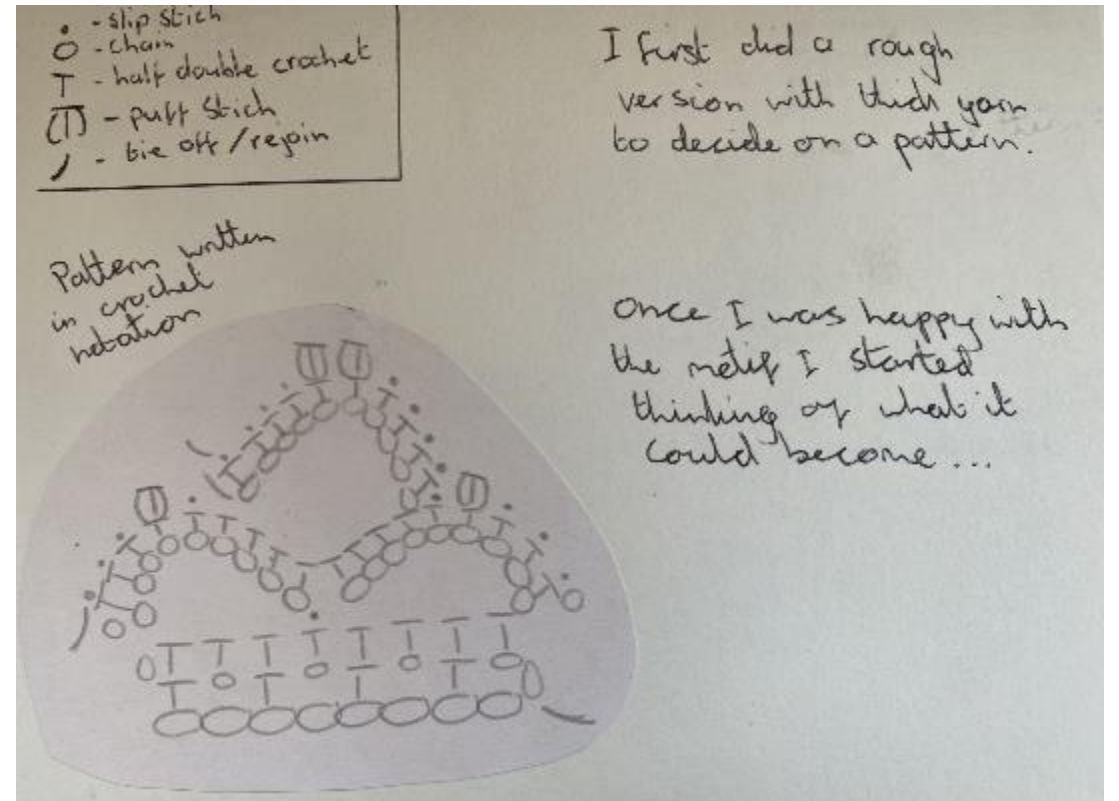 • - slip stich
O - chain
T - half double crochet
(T) - puff stich
/ - tie off / rejoin
I first did a rough
version with thick yarn
to decide on a pattern.
Pattern written
in crochet
notation
Once I was happy with
the motif I started
thinking of what it
could become...